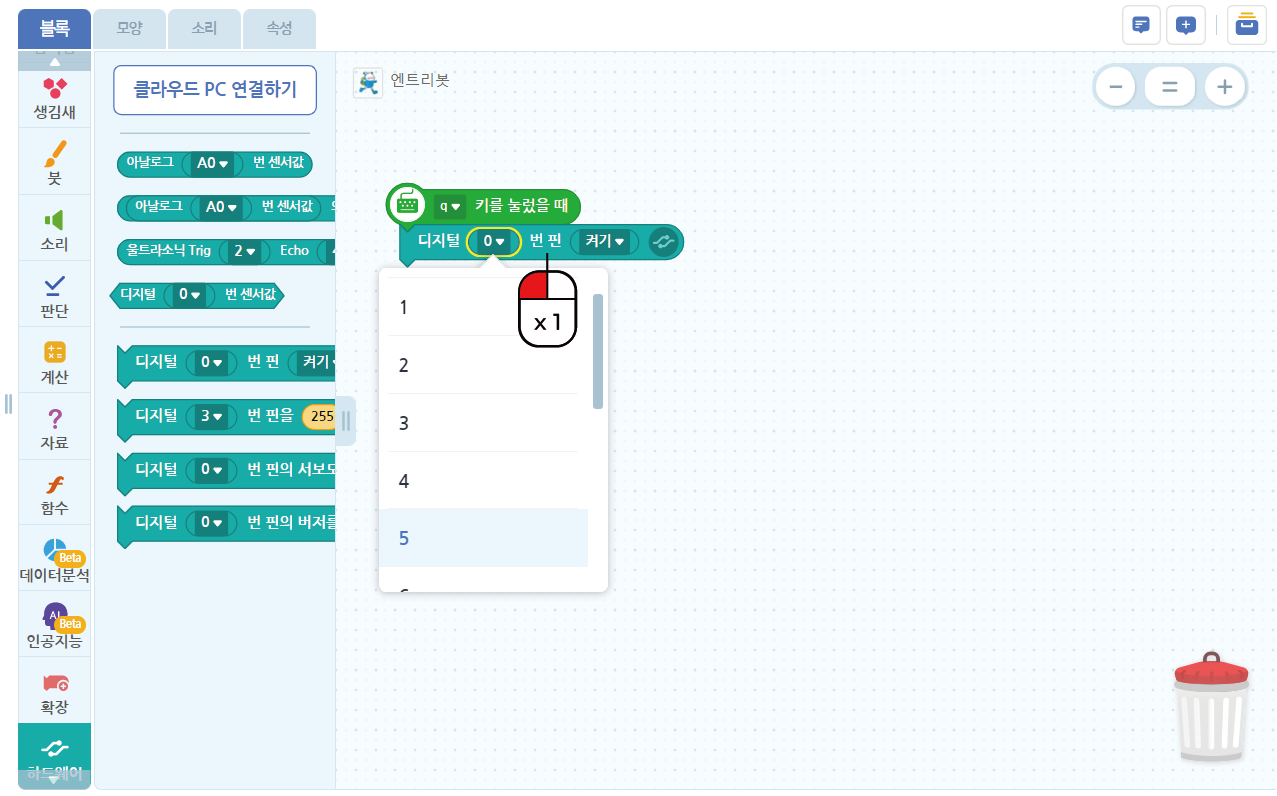 블록 모양 소리 속성
생김새
붓
소리
판단
계산
자료
함수
Beta
데이터분석
AI
Beta
인공지능
확장
하드웨어
클라우드 PC 연결하기
아날로그 A0 번 센서값
아날로그 A0 번 센서값
울트라소닉 Trig 2 Echo
디지털 0 번 센서값
디지털 0 번 핀 켜기
디지털 3 번 핀을 255
디지털 0 번 핀의 서보모
디지털 0 번 핀의 버저를
엔트리봇
q 키를 눌렀을 때
디지털 0 번 핀 켜기
1
2
3
4
5
x 1